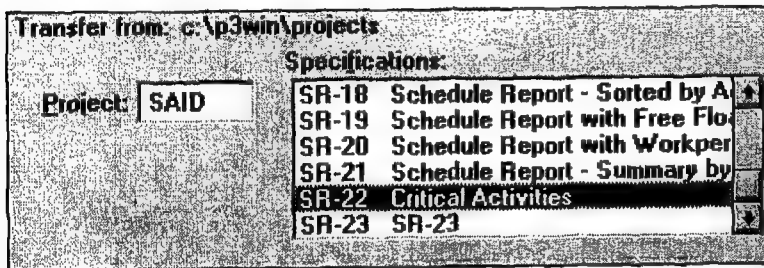 Transfer from: c:\p3win\projects
Specifications:
Project: SAID
SR-18 Schedule Report - Sorted by A
SR-19 Schedule Report with Free Flo
SR-20 Schedule Report with Workper
SR-21 Schedule Report - Summary by
SR-22 Critical Activities
SR-23 SR-23